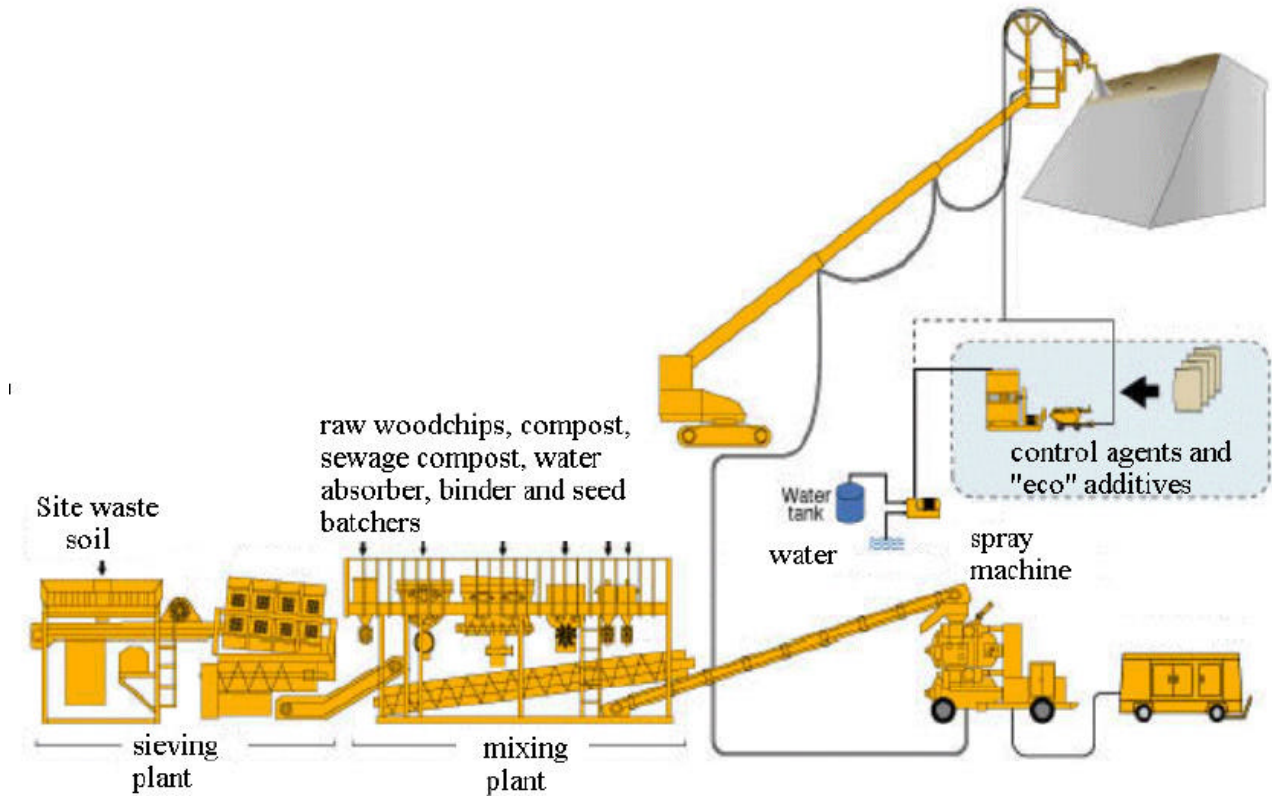 raw woodchips, compost,
sewage compost, water
absorber, binder and seed
batchers
Site waste
soil
control agents and
"eco" additives
Water
tank
water
spray
machine
sieving
plant
mixing
plant